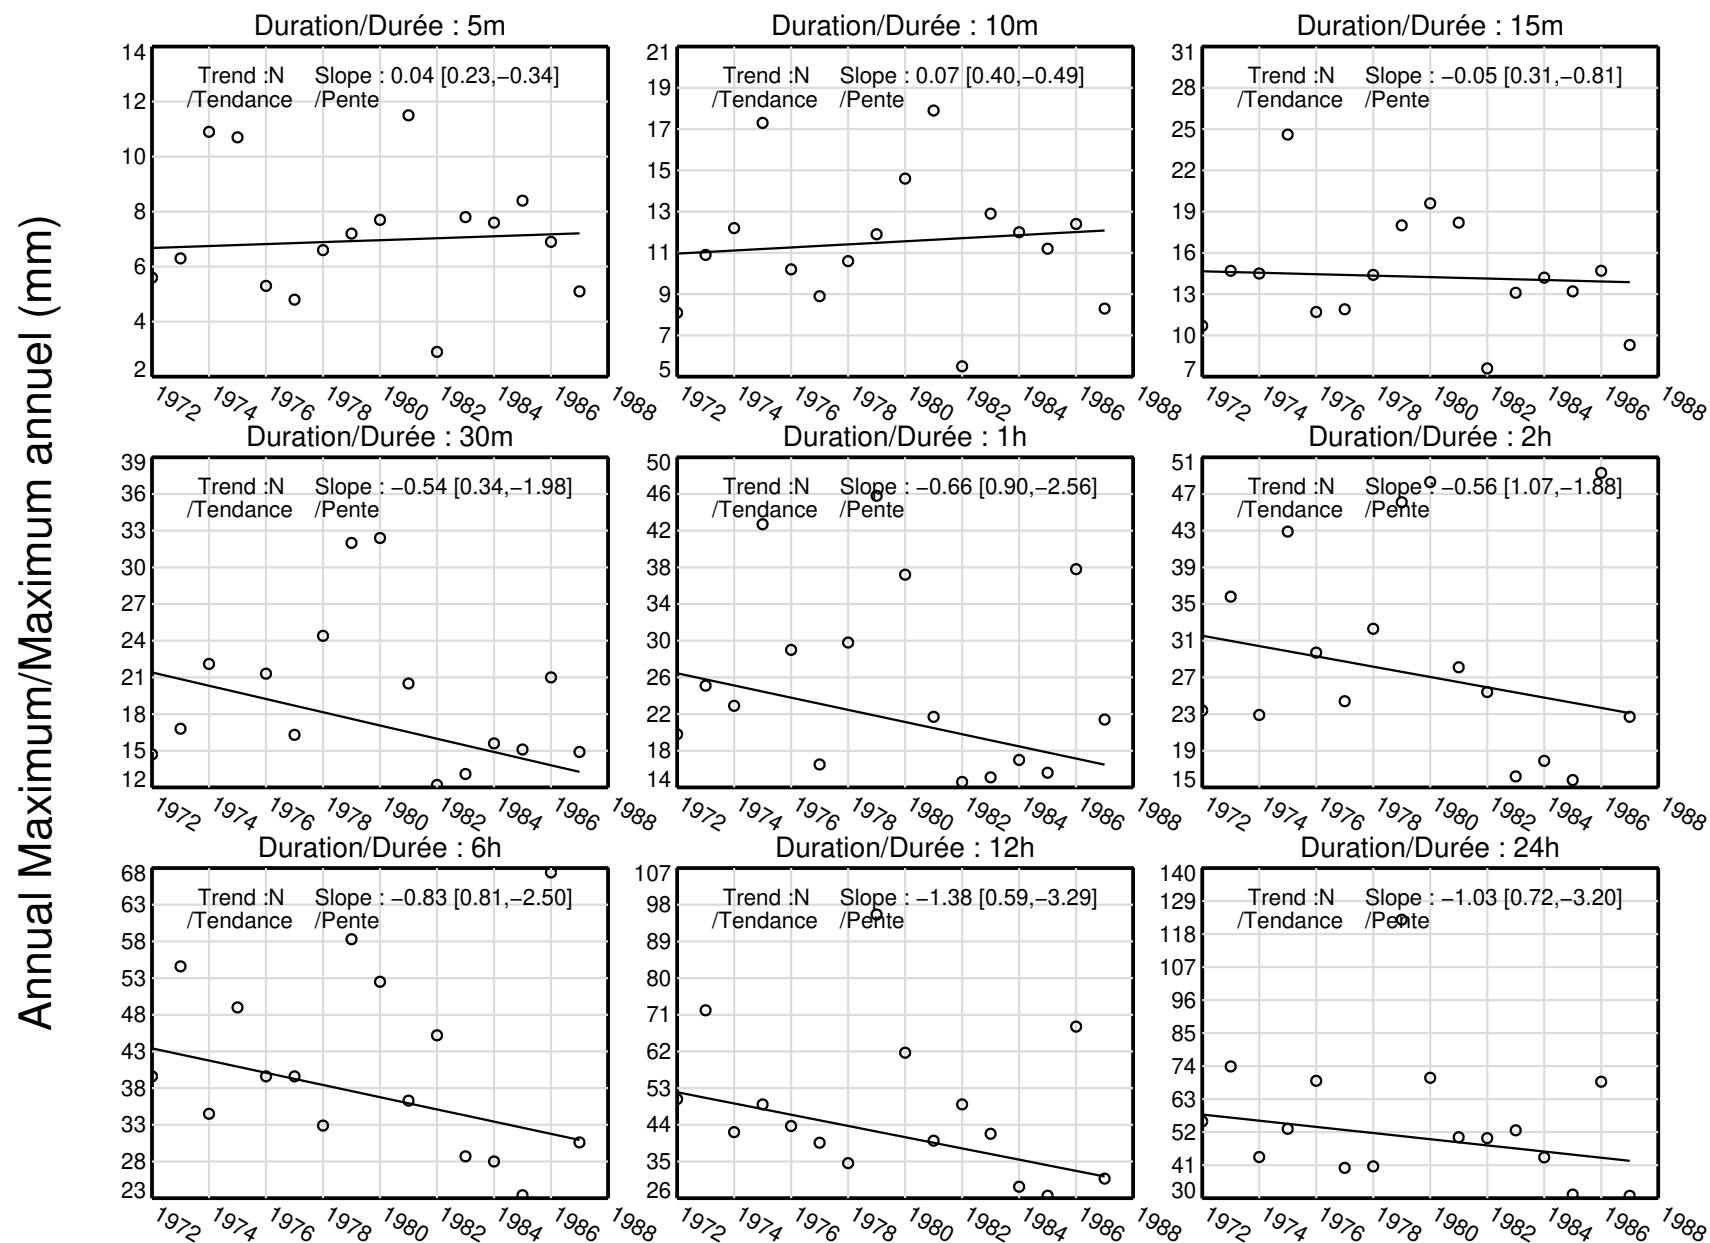 Annual Maximum/Maximum annuel (mm)
Duration/Durée : 5m
Trend :N Slope : 0.04 [0.23,−0.34]
/Tendance /Pente
14
12
10
8
6
4
2
1972 1974 1976 1978 1980 1982 1984 1986 1988
Duration/Durée : 10m
Trend :N Slope : 0.07 [0.40,−0.49]
/Tendance /Pente
21
19
17
15
13
11
9
7
5
1972 1974 1976 1978 1980 1982 1984 1986 1988
Duration/Durée : 15m
Trend :N Slope : −0.05 [0.31,−0.81]
/Tendance /Pente
31
28
25
22
19
16
13
10
7
1972 1974 1976 1978 1980 1982 1984 1986 1988
Duration/Durée : 30m
Trend :N Slope : −0.54 [0.34,−1.98]
/Tendance /Pente
39
36
33
30
27
24
21
18
15
12
1972 1974 1976 1978 1980 1982 1984 1986 1988
Duration/Durée : 1h
Trend :N Slope : −0.66 [0.90,−2.56]
/Tendance /Pente
50
46
42
38
34
30
26
22
18
14
1972 1974 1976 1978 1980 1982 1984 1986 1988
Duration/Durée : 2h
Trend :N Slope : −0.56 [1.07,−1.88]
/Tendance /Pente
51
47
43
39
35
31
27
23
19
15
1972 1974 1976 1978 1980 1982 1984 1986 1988
Duration/Durée : 6h
Trend :N Slope : −0.83 [0.81,−2.50]
/Tendance /Pente
68
63
58
53
48
43
38
33
28
23
1972 1974 1976 1978 1980 1982 1984 1986 1988
Duration/Durée : 12h
Trend :N Slope : −1.38 [0.59,−3.29]
/Tendance /Pente
107
98
89
80
71
62
53
44
35
26
1972 1974 1976 1978 1980 1982 1984 1986 1988
Duration/Durée : 24h
Trend :N Slope : −1.03 [0.72,−3.20]
/Tendance /Pente
140
129
118
107
96
85
74
63
52
41
30
1972 1974 1976 1978 1980 1982 1984 1986 1988